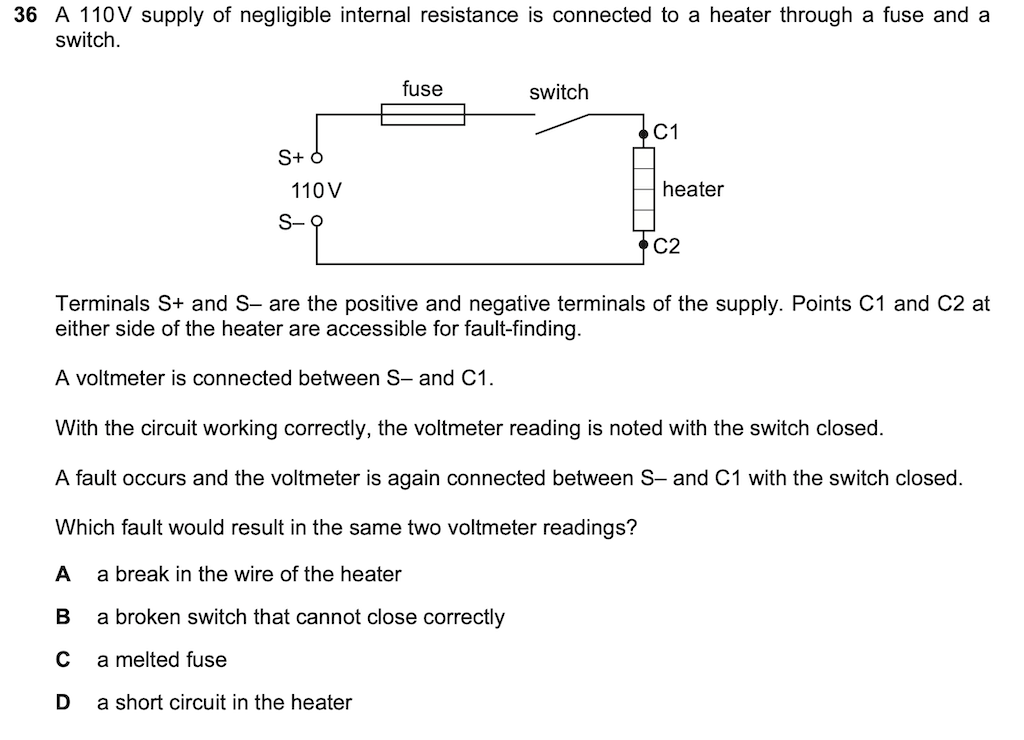 36 A 110 V supply of negligible internal resistance is connected to a heater through a fuse and a
switch.
fuse
switch
C1
S+
110 V
heater
S–
C2
Terminals S+ and S– are the positive and negative terminals of the supply. Points C1 and C2 at
either side of the heater are accessible for fault-finding.
A voltmeter is connected between S– and C1.
With the circuit working correctly, the voltmeter reading is noted with the switch closed.
A fault occurs and the voltmeter is again connected between S– and C1 with the switch closed.
Which fault would result in the same two voltmeter readings?
A a break in the wire of the heater
B a broken switch that cannot close correctly
C a melted fuse
D a short circuit in the heater